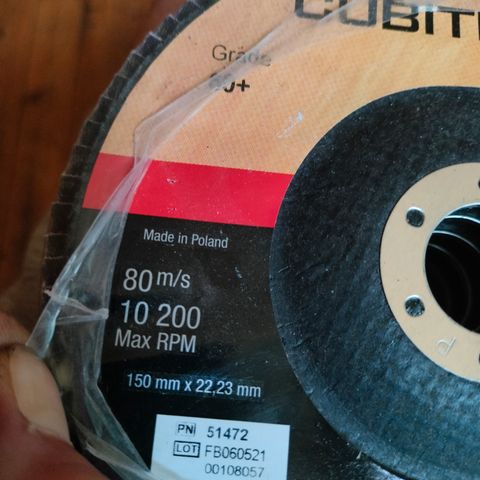 CUBIT
Grade
Made in Poland
80 m/s
10 200
Max RPM
150 mm x 22,23 mm
PN 51472
LOT FB060521
00108057